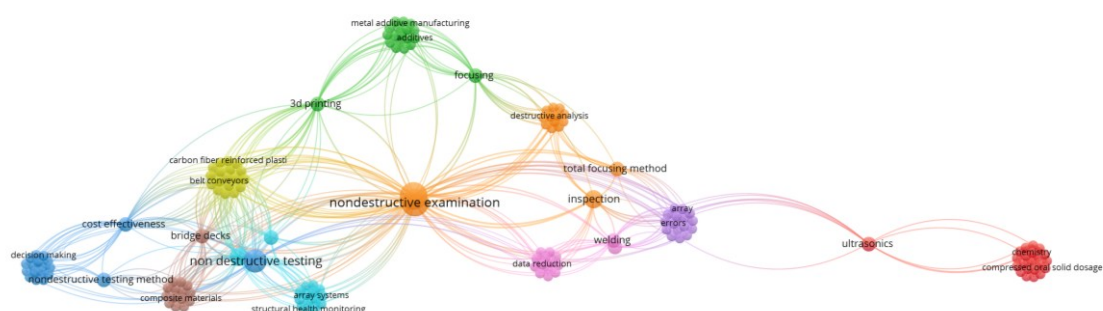 metal additive manufacturing
additives
focusing
3d printing
destructive analysis
carbon fiber reinforced plasti
belt conveyors
total focusing method
nondestructive examination
inspection
array
errors
cost effectiveness
bridge decks
welding
ultrasonics
decision making
non destructive testing
data reduction
chemistry
compressed oral solid dosage
nondestructive testing method
composite materials
array systems
structural health monitoring